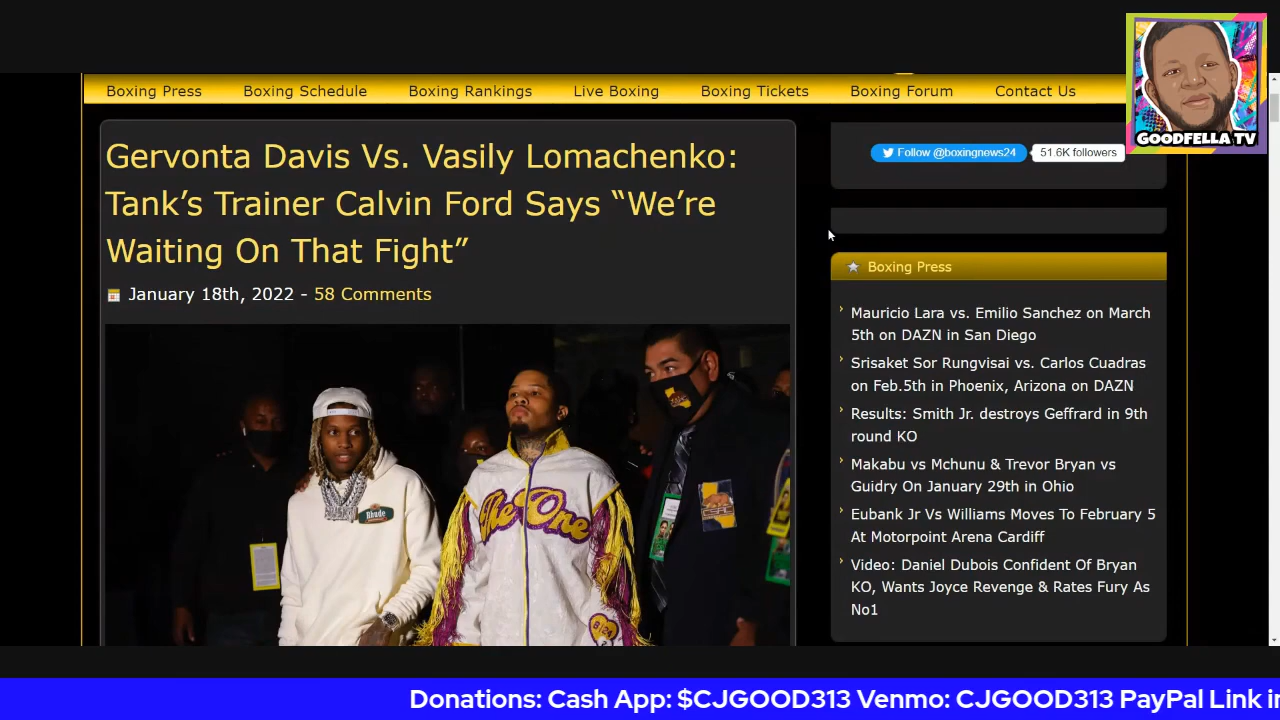 GOODFELLA TV
Boxing Press Boxing Schedule Boxing Rankings Live Boxing Boxing Tickets Boxing Forum Contact Us
Gervonta Davis Vs. Vasily Lomachenko:
Tank’s Trainer Calvin Ford Says “We’re
Waiting On That Fight”
January 18th, 2022 - 58 Comments
Rhude
The One
Follow @boxingnews24 51.6K followers
Boxing Press
Mauricio Lara vs. Emilio Sanchez on March
5th on DAZN in San Diego
Srisaket Sor Rungvisai vs. Carlos Cuadras
on Feb.5th in Phoenix, Arizona on DAZN
Results: Smith Jr. destroys Geffrard in 9th
round KO
Makabu vs Mchunu & Trevor Bryan vs
Guidry On January 29th in Ohio
Eubank Jr Vs Williams Moves To February 5
At Motorpoint Arena Cardiff
Video: Daniel Dubois Confident Of Bryan
KO, Wants Joyce Revenge & Rates Fury As
No1
Donations: Cash App: $CJGOOD313 Venmo: CJGOOD313 PayPal Link in